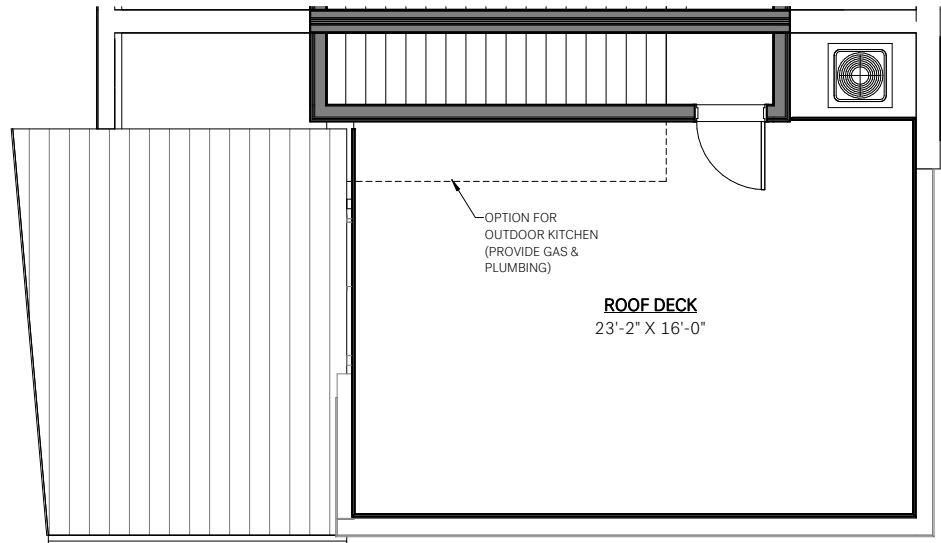 OPTION FOR
OUTDOOR KITCHEN
(PROVIDE GAS &
PLUMBING)
ROOF DECK
23'-2" X 16'-0"